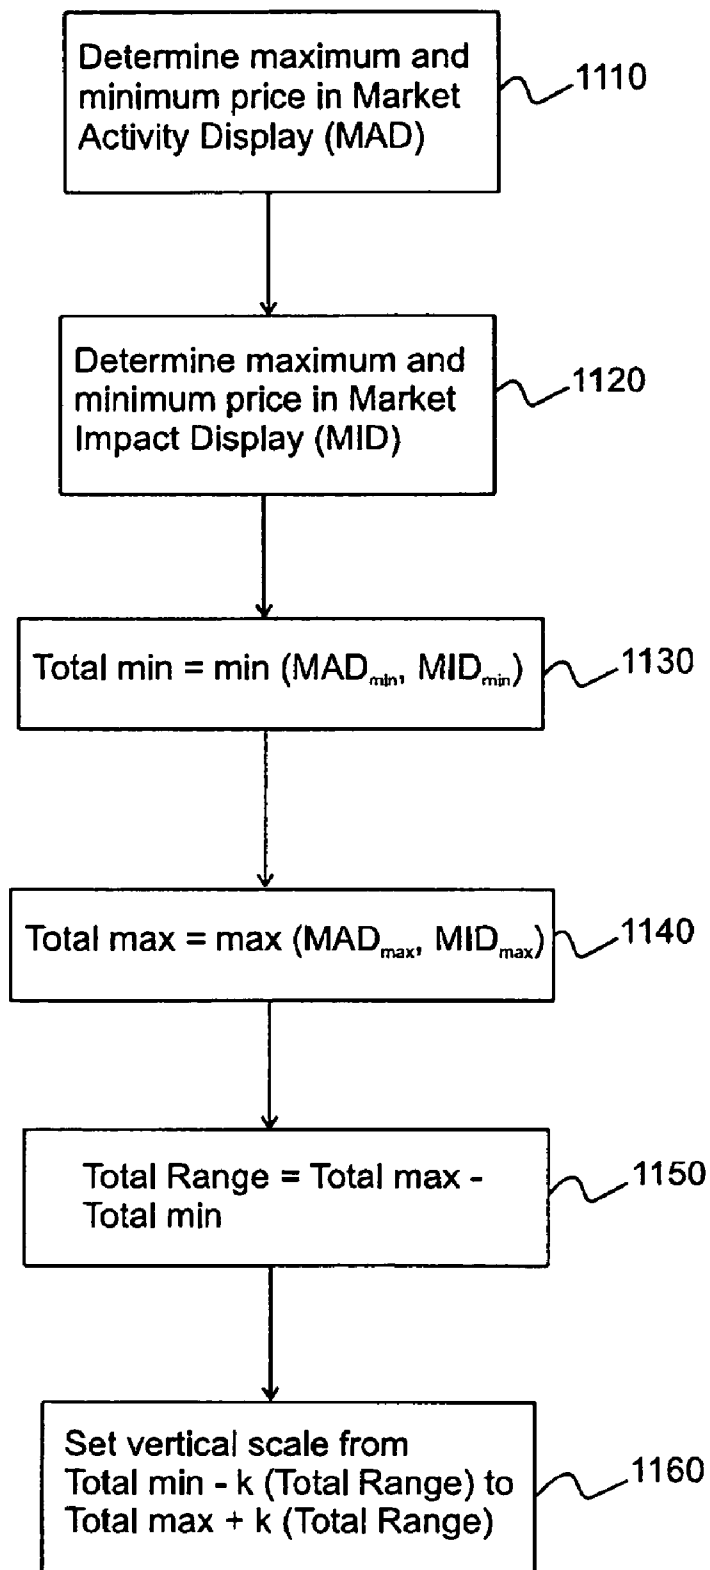 Determine maximum and
minimum price in Market
Activity Display (MAD)
1110
Determine maximum and
minimum price in Market
Impact Display (MID)
1120
Total min = min (MADmin, MIDmin)
1130
Total max = max (MADmax, MIDmax)
1140
Total Range = Total max -
Total min
1150
Set vertical scale from
Total min - k (Total Range) to
Total max + k (Total Range)
1160